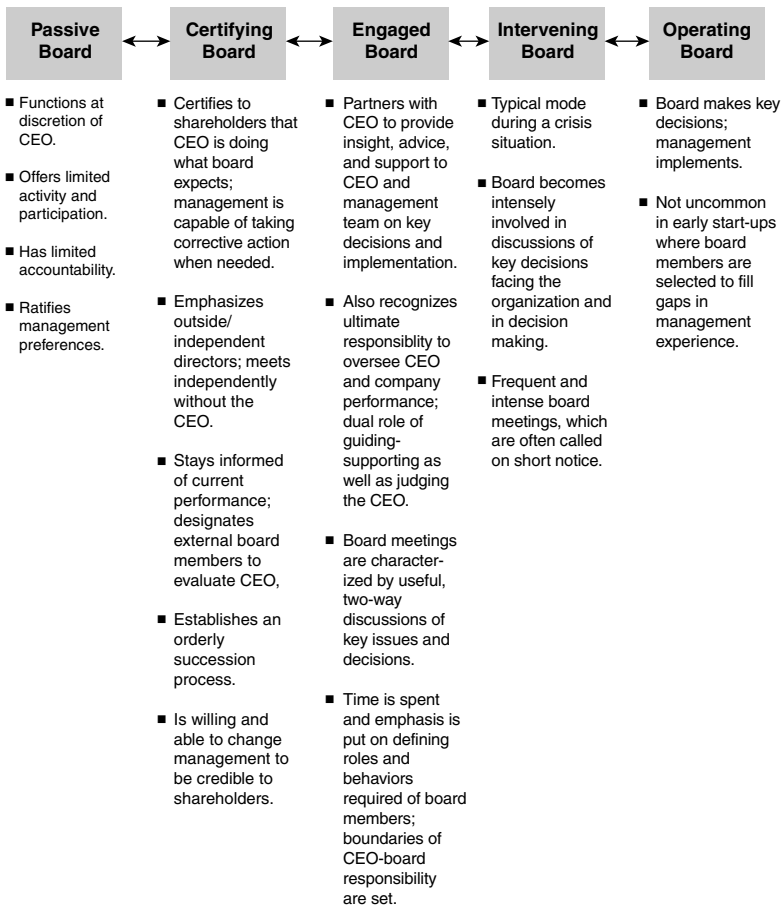 Passive
Board
Certifying
Board
Engaged
Board
Intervening
Board
Operating
Board
■ Functions at
discretion of
CEO.
■ Offers limited
activity and
participation.
■ Has limited
accountability.
■ Ratifies
management
preferences.
■ Certifies to
shareholders that
CEO is doing
what board
expects;
management is
capable of taking
corrective action
when needed.
■ Emphasizes
outside/
independent
directors; meets
independently
without the
CEO.
■ Stays informed
of current
performance;
designates
external board
members to
evaluate CEO,
■ Establishes an
orderly
succession
process.
■ Is willing and
able to change
management to
be credible to
shareholders.
■ Partners with
CEO to provide
insight, advice,
and support to
CEO and
management
team on key
decisions and
implementation.
■ Also recognizes
ultimate
responsiblity to
oversee CEO
and company
performance;
dual role of
guiding-
supporting as
well as judging
the CEO.
■ Board meetings
are character-
ized by useful,
two-way
discussions of
key issues and
decisions.
■ Time is spent
and emphasis is
put on defining
roles and
behaviors
required of board
members;
boundaries of
CEO-board
responsibility
are set.
■ Typical mode
during a crisis
situation.
■ Board becomes
intensely
involved in
discussions of
key decisions
facing the
organization and
in decision
making.
■ Frequent and
intense board
meetings, which
are often called
on short notice.
■ Board makes key
decisions;
management
implements.
■ Not uncommon
in early start-ups
where board
members are
selected to fill
gaps in
management
experience.